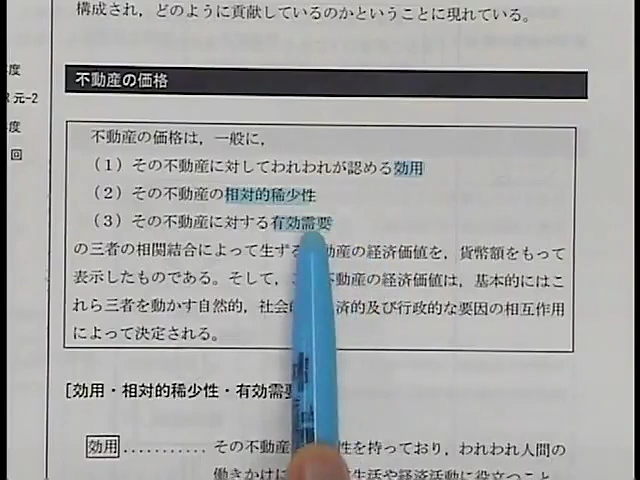 構成され，どのように貢献しているのかということに現れている。
度
元-2
度
回
不動産の価格
不動産の価格は，一般に，
（1）その不動産に対してわれわれが認める効用
（2）その不動産の相対的稀少性
（3）その不動産に対する有効需要
の三者の相関結合によって生ず 動産の経済価値を，貨幣額をもって
表示したものである。そして， 不動産の経済価値は，基本的にはこ
れら三者を動かす自然的，社会 済的及び行政的な要因の相互作用
によって決定される。
[効用・相対的稀少性・有効需
効用 ........... その不動産 性を持っており，われわれ人間の
働きかけに 生活や経済活動に役立つこと